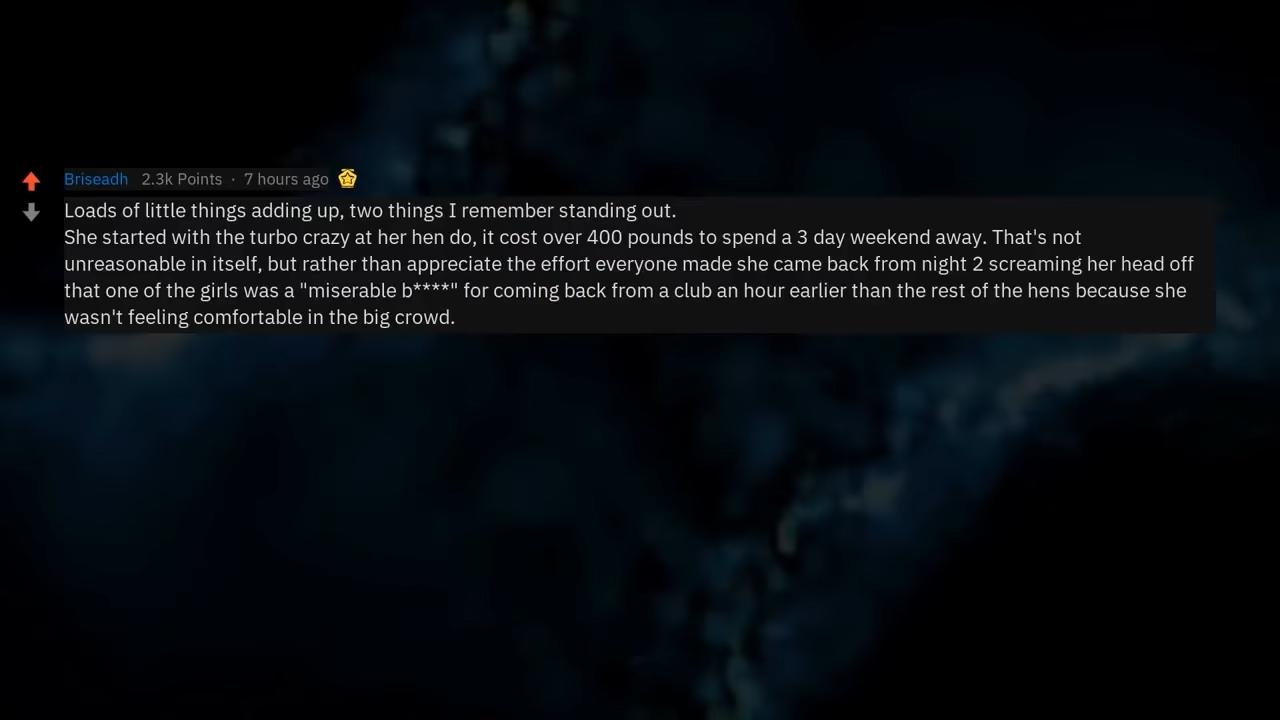 Briseadh 2.3k Points · 7 hours ago
Loads of little things adding up, two things I remember standing out.
She started with the turbo crazy at her hen do, it cost over 400 pounds to spend a 3 day weekend away. That's not
unreasonable in itself, but rather than appreciate the effort everyone made she came back from night 2 screaming her head off
that one of the girls was a "miserable b****" for coming back from a club an hour earlier than the rest of the hens because she
wasn't feeling comfortable in the big crowd.